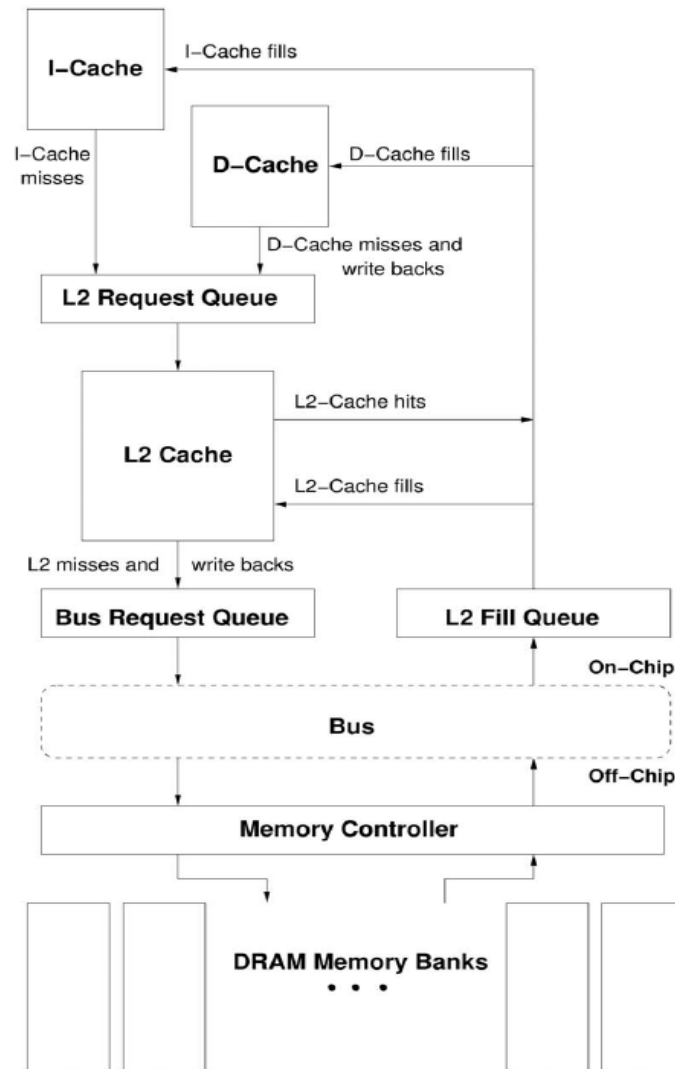 I-Cache fills
I-Cache
I-Cache
misses
D-Cache
D-Cache fills
D-Cache misses and
write backs
L2 Request Queue
L2-Cache hits
L2 Cache
L2-Cache fills
L2 misses and write backs
Bus Request Queue
L2 Fill Queue
On-Chip
Bus
Off-Chip
Memory Controller
DRAM Memory Banks
• • •